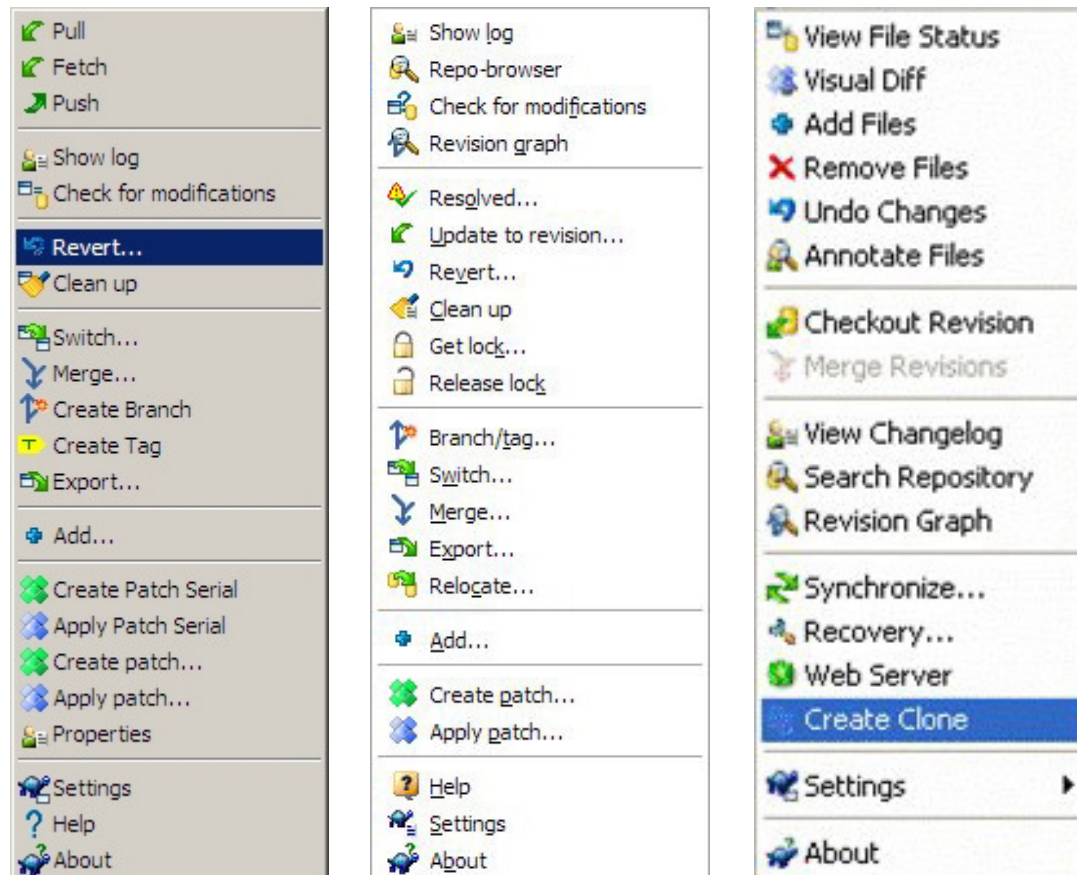 Pull
Fetch
Push
Show log
Check for modifications
Revert...
Clean up
Switch...
Merge...
Create Branch
Create Tag
Export...
Add...
Create Patch Serial
Apply Patch Serial
Create patch...
Apply patch...
Properties
Settings
Help
About
Show log
Repo-browser
Check for modifications
Revision graph
Resolved...
Update to revision...
Revert...
Clean up
Get lock...
Release lock
Branch/tag...
Switch...
Merge...
Export...
Relocate...
Add...
Create patch...
Apply patch...
Help
Settings
About
View File Status
Visual Diff
Add Files
Remove Files
Undo Changes
Annotate Files
Checkout Revision
Merge Revisions
View Changelog
Search Repository
Revision Graph
Synchronize...
Recovery...
Web Server
Create Clone
Settings
About